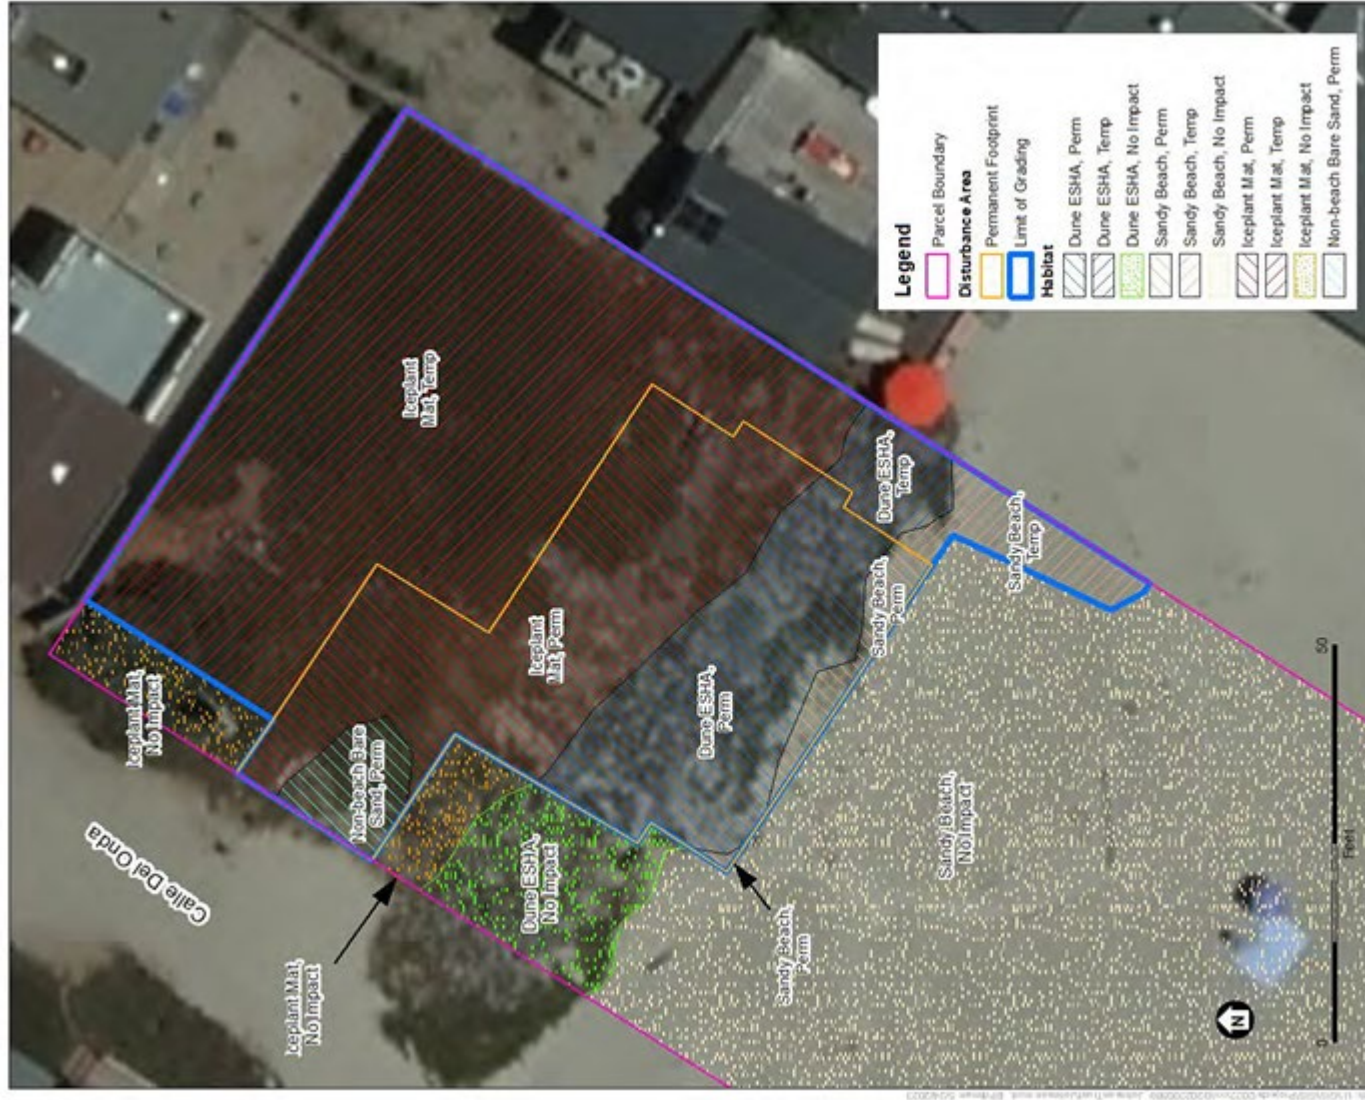 Calle Del Onda
Iceplant Mat,
No Impact
Iceplant
Mat, Temp
Non-beach Bare
Sand, Perm
Iceplant
Mat, Perm
Iceplant Mat,
No Impact
Dune ESHA,
No Impact
Dune ESHA,
Perm
Dune ESHA,
Temp
Sandy Beach,
Perm
Sandy Beach,
Perm
Sandy Beach,
Temp
Sandy Beach,
No Impact
Legend
Parcel Boundary
Disturbance Area
Permanent Footprint
Limit of Grading
Habitat
Dune ESHA, Perm
Dune ESHA, Temp
Dune ESHA, No Impact
Sandy Beach, Perm
Sandy Beach, Temp
Sandy Beach, No Impact
Iceplant Mat, Perm
Iceplant Mat, Temp
Iceplant Mat, No Impact
Non-beach Bare Sand, Perm
N
0 50
Feet